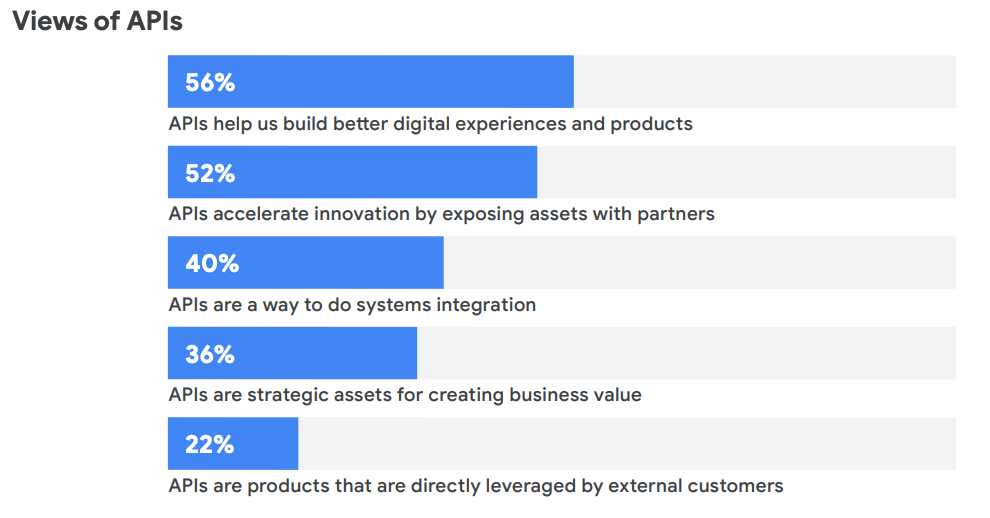 Views of APIs
56%
APIs help us build better digital experiences and products
52%
APIs accelerate innovation by exposing assets with partners
40%
APIs are a way to do systems integration
36%
APIs are strategic assets for creating business value
22%
APIs are products that are directly leveraged by external customers